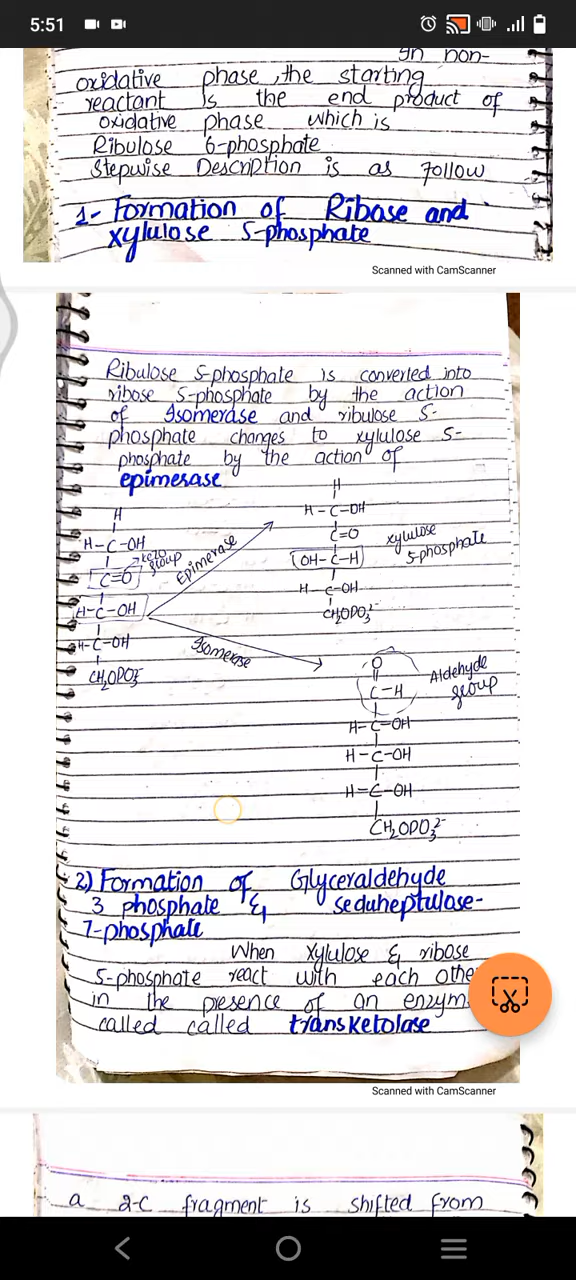 5:51
In non-
oxidative phase, the starting
reactant is the end product of
oxidative phase which is
Ribulose 6-phosphate
Stepwise Description is as follow
1- Formation of Ribase and
xylulose 5-phosphate
Scanned with CamScanner
Ribulose 5-phosphate is converted into
ribose 5-phosphate by the action
of Isomerase and ribulose 5-
phosphate changes to xylulose 5-
phosphate by the action of
epimerase
H
H-C-OH
C=O
keto group
H-C-OH
H-C-OH
CH2OPO3-
Epimerase
Isomerase
H
H-C-OH
C=O
OH-C-H
H-C-OH
CH2OPO3 2-
xylulose
5-phosphate
O
C-H
H-C-OH
H-C-OH
H-C-OH
CH2OPO3 2-
Aldehyde
group
2) Formation of Glyceraldehyde
3 phosphate & seduheptulose-
7-phosphate
When xylulose & ribose
5-phosphate react with each othe
in the presence of an enzym
called called transketolase
Scanned with CamScanner
a 2-C fragment is shifted from